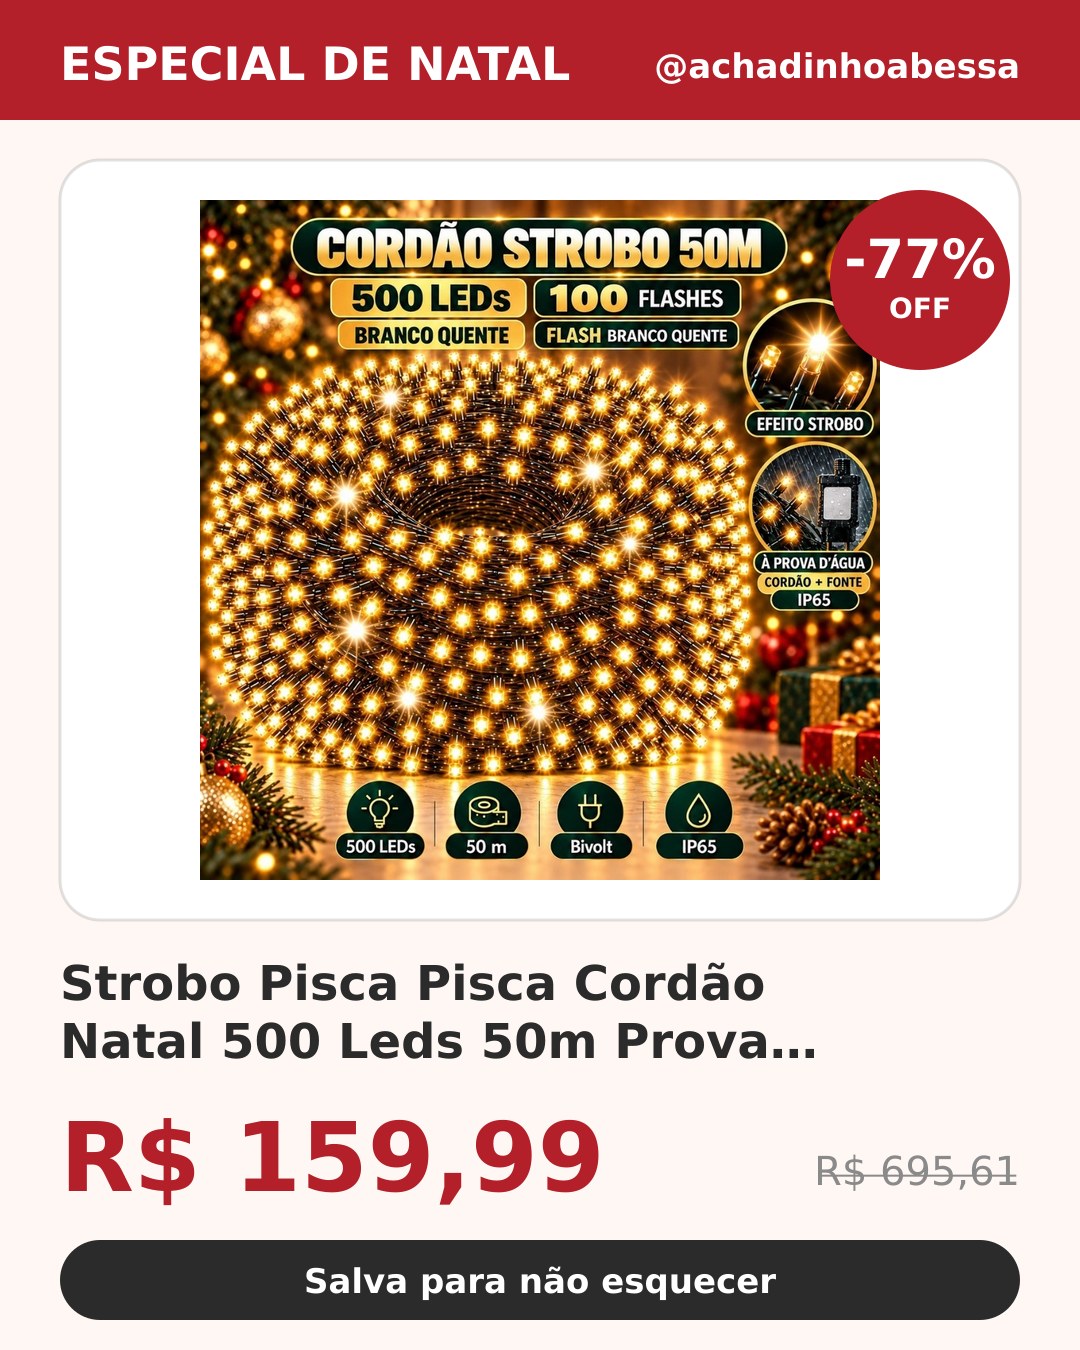 ESPECIAL DE NATAL
@achadinhoabessa
-77%
OFF
CORDÃO STROBO 50M
500 LEDs
100 FLASHES
BRANCO QUENTE
FLASH BRANCO QUENTE
EFEITO STROBO
À PROVA D'ÁGUA
CORDÃO + FONTE
IP65
500 LEDs
50 m
Bivolt
IP65
Strobo Pisca Pisca Cordão
Natal 500 Leds 50m Prova...
R$ 159,99
R$ 695,61
Salva para não esquecer